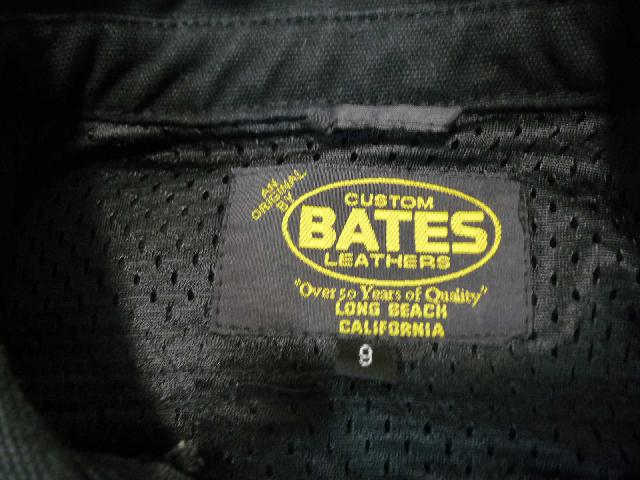 AN
ORIGINAL
BY
CUSTOM
BATES
LEATHERS
"Over 50 Years of Quality"
LONG BEACH
CALIFORNIA
9